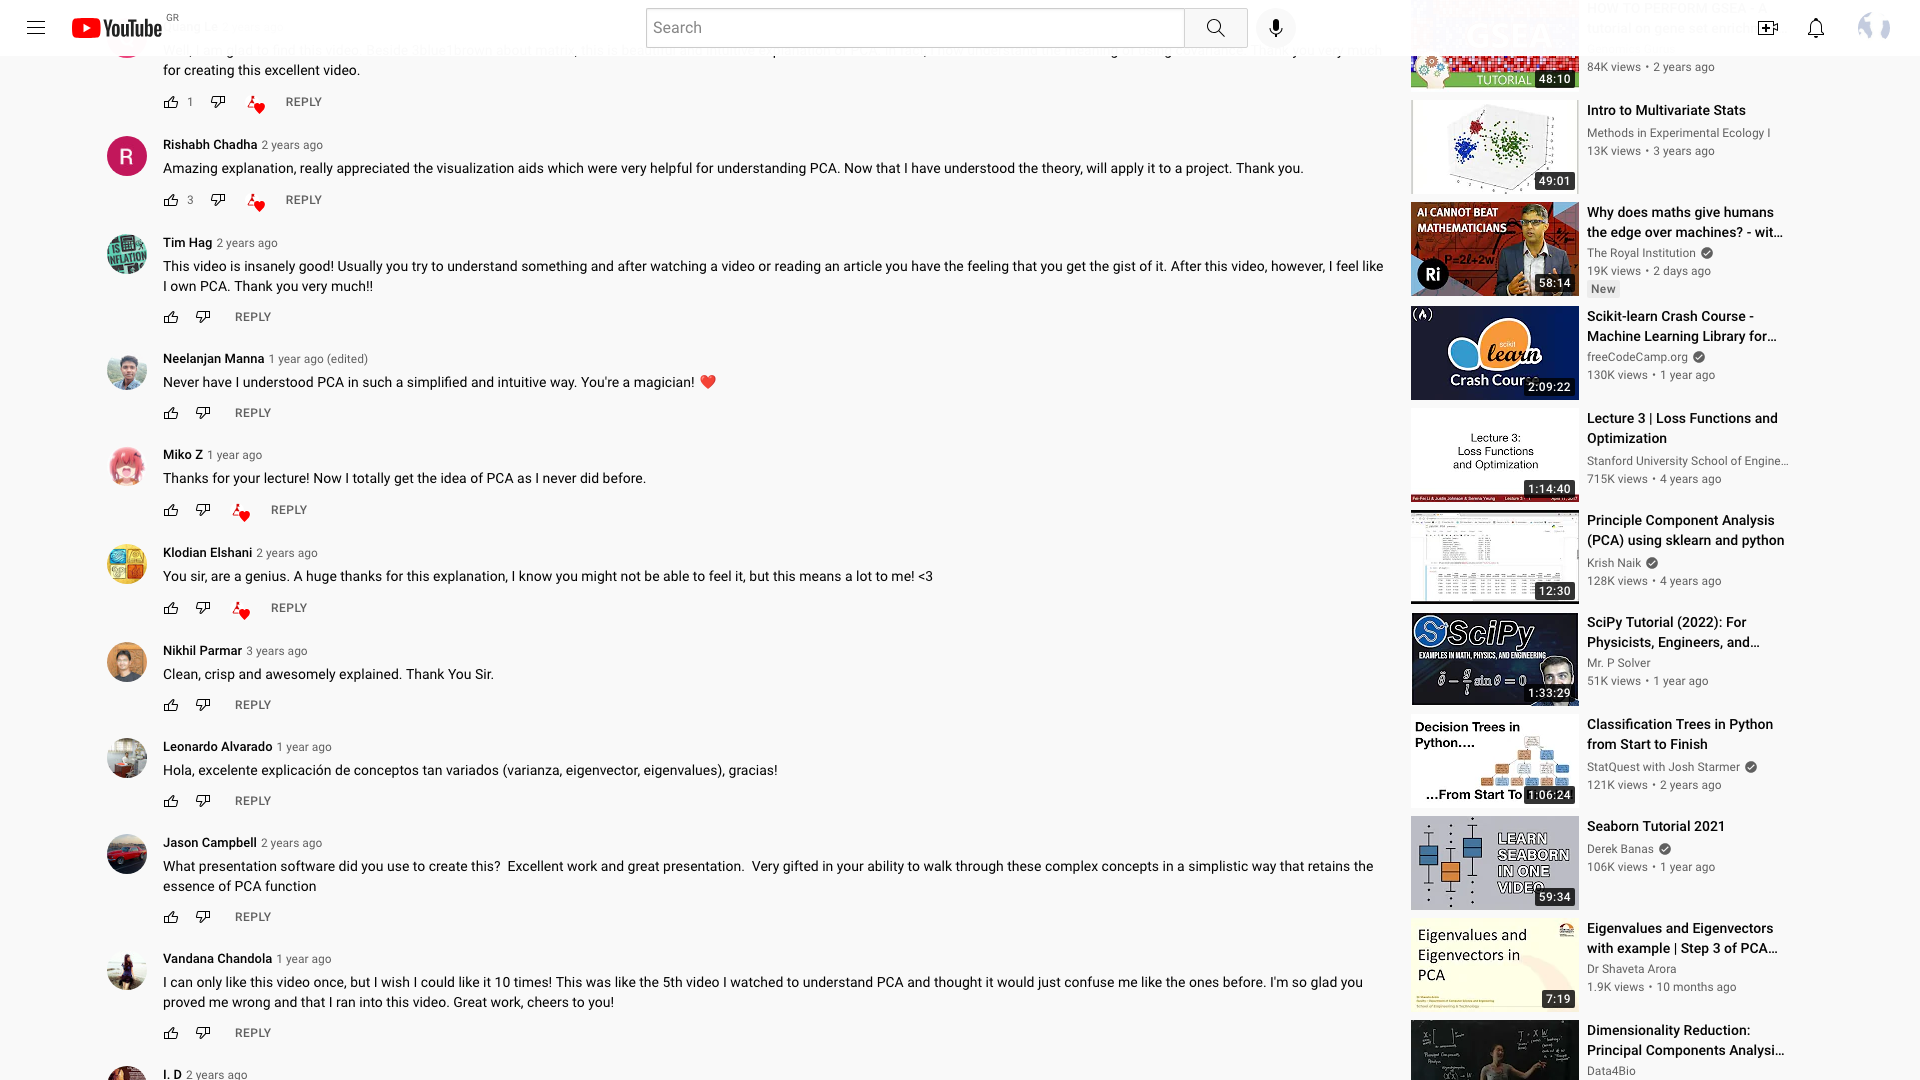 YouTube GR
Search
for creating this excellent video.
1 REPLY
R
Rishabh Chadha 2 years ago
Amazing explanation, really appreciated the visualization aids which were very helpful for understanding PCA. Now that I have understood the theory, will apply it to a project. Thank you.
3 REPLY
IS INFLATION
Tim Hag 2 years ago
This video is insanely good! Usually you try to understand something and after watching a video or reading an article you have the feeling that you get the gist of it. After this video, however, I feel like
I own PCA. Thank you very much!!
REPLY
Neelanjan Manna 1 year ago (edited)
Never have I understood PCA in such a simplified and intuitive way. You're a magician! ❤️
REPLY
Miko Z 1 year ago
Thanks for your lecture! Now I totally get the idea of PCA as I never did before.
REPLY
Klodian Elshani 2 years ago
You sir, are a genius. A huge thanks for this explanation, I know you might not be able to feel it, but this means a lot to me! <3
REPLY
Nikhil Parmar 3 years ago
Clean, crisp and awesomely explained. Thank You Sir.
REPLY
Leonardo Alvarado 1 year ago
Hola, excelente explicación de conceptos tan variados (varianza, eigenvector, eigenvalues), gracias!
REPLY
Jason Campbell 2 years ago
What presentation software did you use to create this?  Excellent work and great presentation.  Very gifted in your ability to walk through these complex concepts in a simplistic way that retains the
essence of PCA function
REPLY
Vandana Chandola 1 year ago
I can only like this video once, but I wish I could like it 10 times! This was like the 5th video I watched to understand PCA and thought it would just confuse me like the ones before. I'm so glad you
proved me wrong and that I ran into this video. Great work, cheers to you!
REPLY
I. D 2 years ago
TUTORIAL
48:10
84K views • 2 years ago
49:01
Intro to Multivariate Stats
Methods in Experimental Ecology I
13K views • 3 years ago
AI CANNOT BEAT
MATHEMATICIANS
P=2ℓ+2w
Ri
58:14
Why does maths give humans
the edge over machines? - wit...
The Royal Institution
19K views • 2 days ago
New
scikit
learn
Crash Course
2:09:22
Scikit-learn Crash Course -
Machine Learning Library for...
freeCodeCamp.org
130K views • 1 year ago
Lecture 3:
Loss Functions
and Optimization
1:14:40
Lecture 3 | Loss Functions and
Optimization
Stanford University School of Engine...
715K views • 4 years ago
12:30
Principle Component Analysis
(PCA) using sklearn and python
Krish Naik
128K views • 4 years ago
SciPy
EXAMPLES IN MATH, PHYSICS, AND ENGINEERING
θ̈ − g/l sin θ = 0
1:33:29
SciPy Tutorial (2022): For
Physicists, Engineers, and...
Mr. P Solver
51K views • 1 year ago
Decision Trees in
Python....
...From Start To
1:06:24
Classification Trees in Python
from Start to Finish
StatQuest with Josh Starmer
121K views • 2 years ago
LEARN
SEABORN
IN ONE
VIDEO
59:34
Seaborn Tutorial 2021
Derek Banas
106K views • 1 year ago
Eigenvalues and
Eigenvectors in
PCA
7:19
Eigenvalues and Eigenvectors
with example | Step 3 of PCA...
Dr Shaveta Arora
1.9K views • 10 months ago
Dimensionality Reduction:
Principal Components Analysi...
Data4Bio